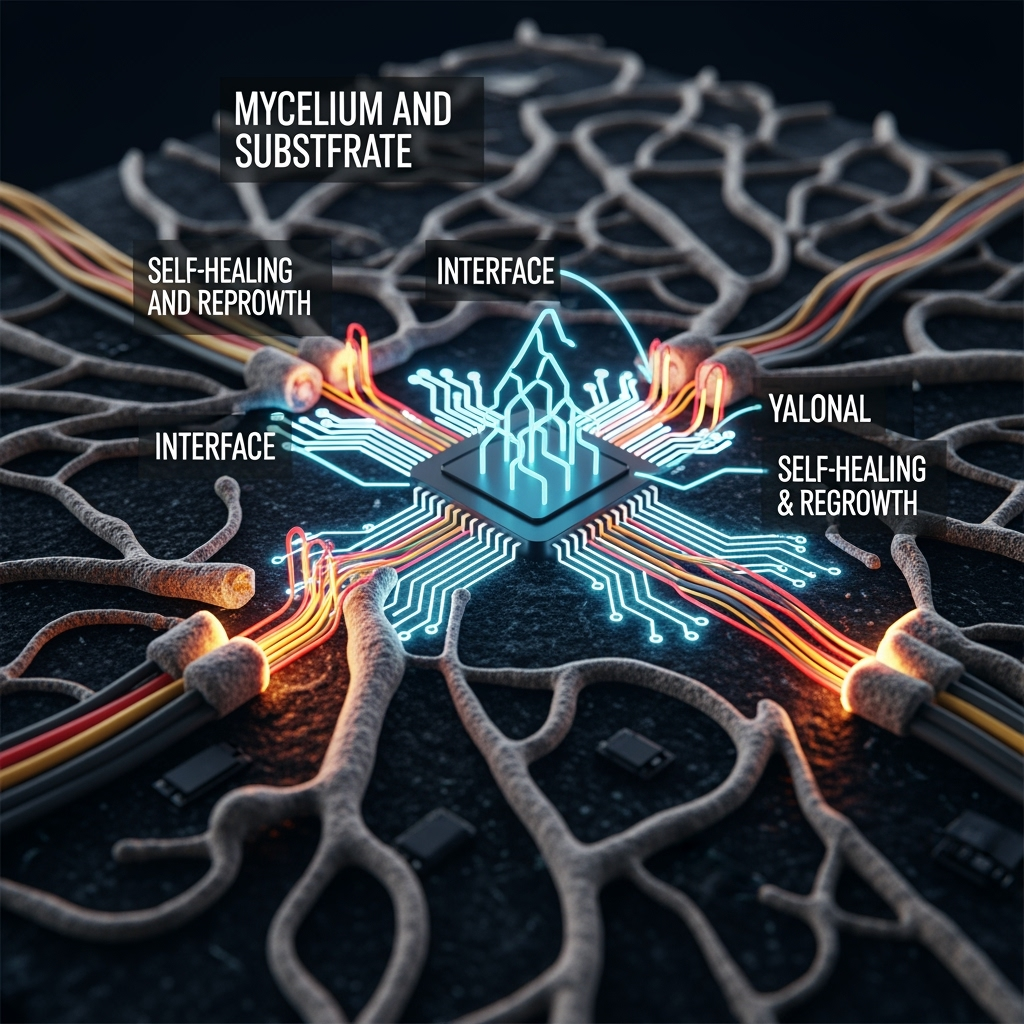 MYCELIUM AND
SUBSTFRATE
SELF-HEALING
AND REPROWTH
INTERFACE
INTERFACE
YALONAL
SELF-HEALING
& REGROWTH